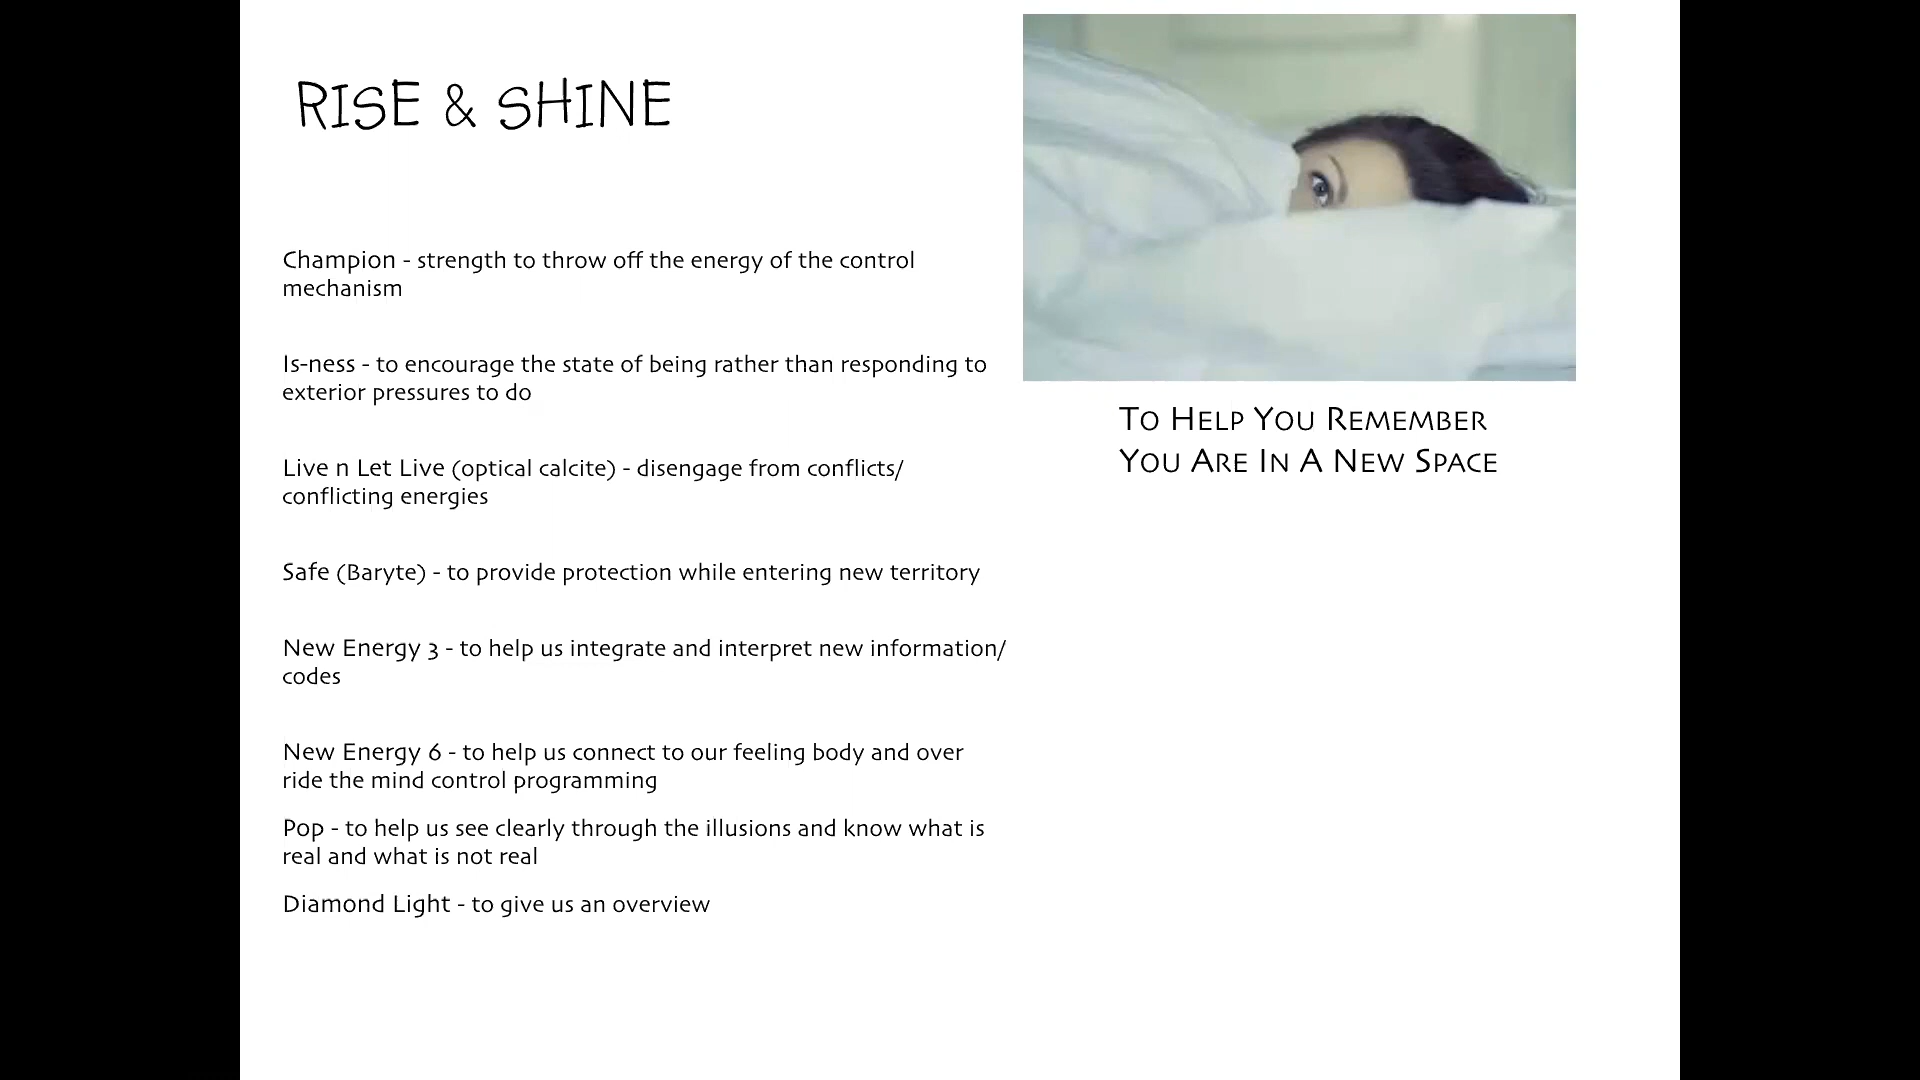 RISE & SHINE
Champion - strength to throw off the energy of the control
mechanism
Is-ness - to encourage the state of being rather than responding to
exterior pressures to do
Live n Let Live (optical calcite) - disengage from conflicts/
conflicting energies
Safe (Baryte) - to provide protection while entering new territory
New Energy 3 - to help us integrate and interpret new information/
codes
New Energy 6 - to help us connect to our feeling body and over
ride the mind control programming
Pop - to help us see clearly through the illusions and know what is
real and what is not real
Diamond Light - to give us an overview
To Help You Remember
You Are In A New Space